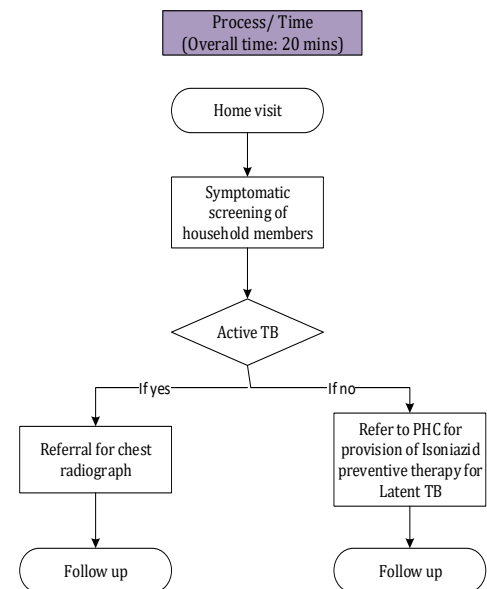 Process/ Time
(Overall time: 20 mins)
Home visit
Symptomatic
screening of
household members
Active TB
If yes
If no
Referral for chest
radiograph
Refer to PHC for
provision of Isoniazid
preventive therapy for
Latent TB
Follow up
Follow up